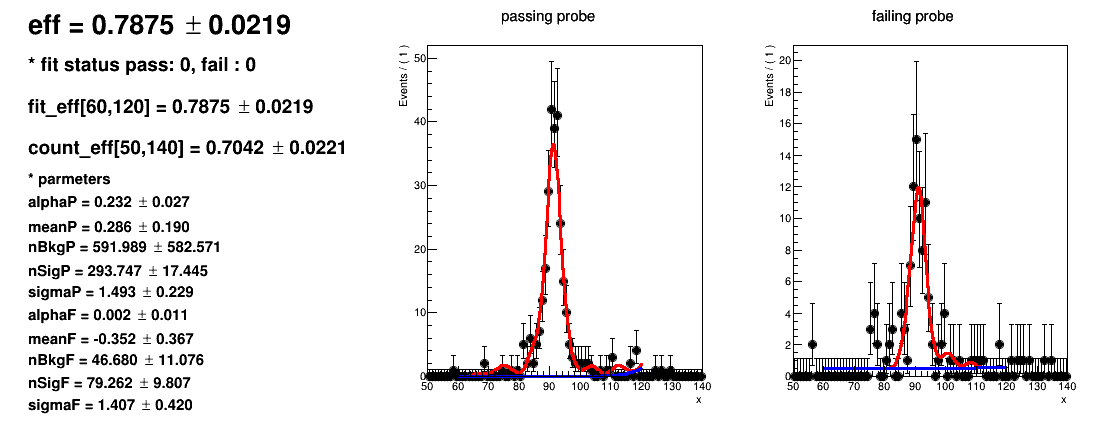 eff = 0.7875 ± 0.0219
* fit status pass: 0, fail : 0
fit_eff[60,120] = 0.7875 ± 0.0219
count_eff[50,140] = 0.7042 ± 0.0221
* parmeters
alphaP = 0.232 ± 0.027
meanP = 0.286 ± 0.190
nBkgP = 591.989 ± 582.571
nSigP = 293.747 ± 17.445
sigmaP = 1.493 ± 0.229
alphaF = 0.002 ± 0.011
meanF = -0.352 ± 0.367
nBkgF = 46.680 ± 11.076
nSigF = 79.262 ± 9.807
sigmaF = 1.407 ± 0.420
passing probe
Events / ( 1 )
50
40
30
20
10
0
50 60 70 80 90 100 110 120 130 140
x
failing probe
Events / ( 1 )
20
18
16
14
12
10
8
6
4
2
0
50 60 70 80 90 100 110 120 130 140
x